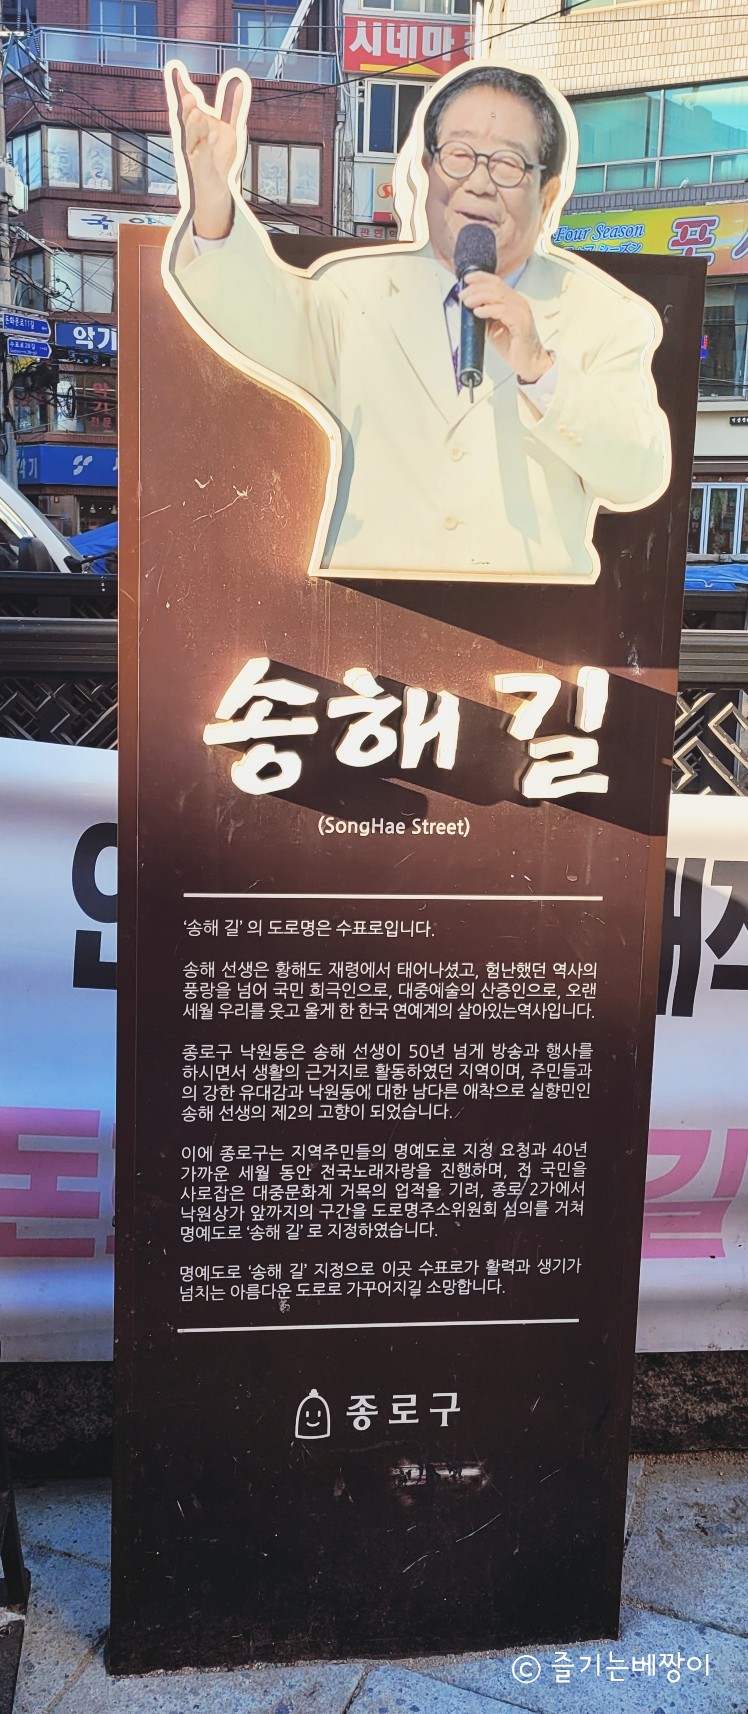 시네마
Four Season
악기
송해 길
(SongHae Street)
‘송해 길’ 의 도로명은 수표로입니다.
송해 선생은 황해도 재령에서 태어나셨고, 험난했던 역사의
풍랑을 넘어 국민 희극인으로, 대중예술의 산증인으로, 오랜
세월 우리를 웃고 울게 한 한국 연예계의 살아있는역사입니다.
종로구 낙원동은 송해 선생이 50년 넘게 방송과 행사를
하시면서 생활의 근거지로 활동하였던 지역이며, 주민들과
의 강한 유대감과 낙원동에 대한 남다른 애착으로 실향민인
송해 선생의 제2의 고향이 되었습니다.
이에 종로구는 지역주민들의 명예도로 지정 요청과 40년
가까운 세월 동안 전국노래자랑을 진행하며, 전 국민을
사로잡은 대중문화계 거목의 업적을 기려, 종로 2가에서
낙원상가 앞까지의 구간을 도로명주소위원회 심의를 거쳐
명예도로 ‘송해 길’ 로 지정하였습니다.
명예도로 ‘송해 길’ 지정으로 이곳 수표로가 활력과 생기가
넘치는 아름다운 도로로 가꾸어지길 소망합니다.
종로구
길
© 즐기는베짱이